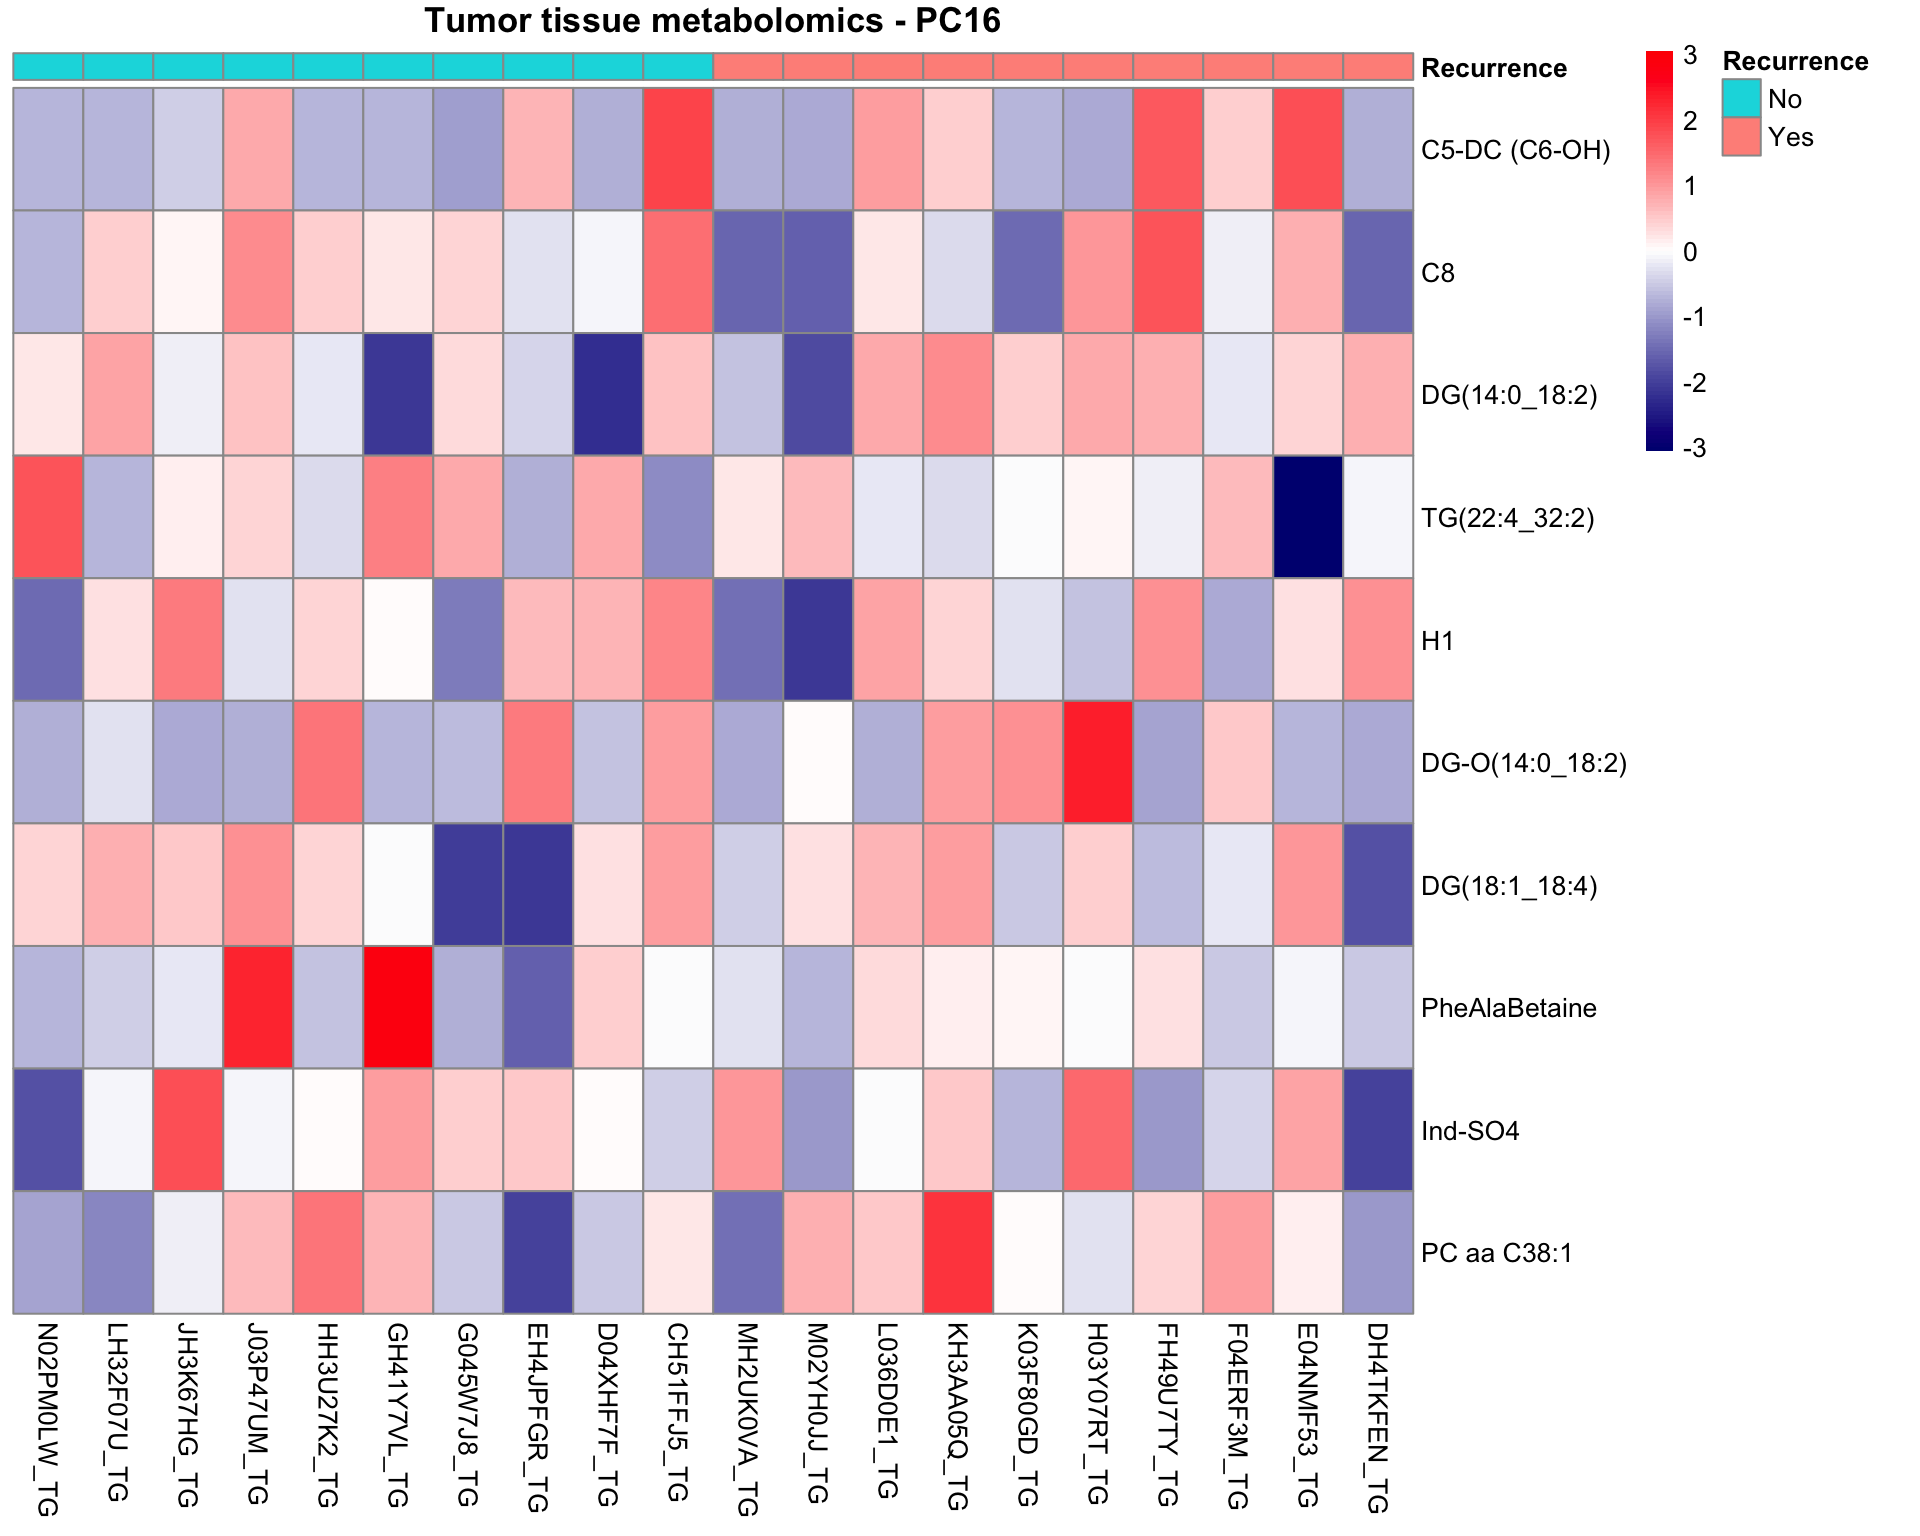 Tumor tissue metabolomics - PC16
Recurrence
C5-DC (C6-OH)
C8
DG(14:0_18:2)
TG(22:4_32:2)
H1
DG-O(14:0_18:2)
DG(18:1_18:4)
PheAlaBetaine
Ind-SO4
PC aa C38:1
N02PM0LW_TG
LH32F07U_TG
JH3K67HG_TG
J03P47UM_TG
HH3U27K2_TG
GH41Y7VL_TG
G045W7J8_TG
EH4JPFGR_TG
D04XHF7F_TG
CH51FFJ5_TG
MH2UK0VA_TG
M02YH0JJ_TG
L036D0E1_TG
KH3AA05Q_TG
K03F80GD_TG
H03Y07RT_TG
FH49U7TY_TG
F04ERF3M_TG
E04NMF53_TG
DH4TKFEN_TG
3
2
1
0
-1
-2
-3
Recurrence
No
Yes